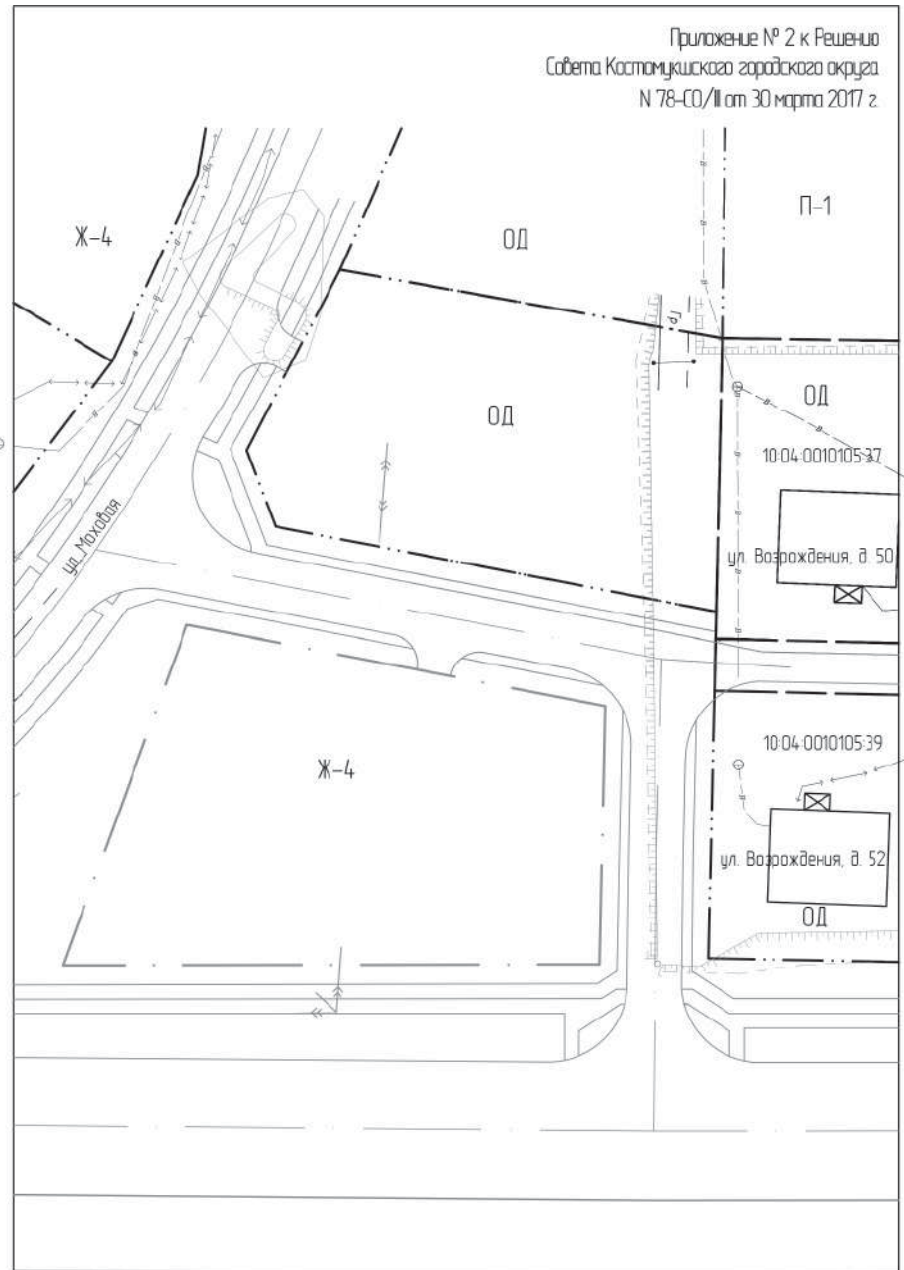 Приложение № 2 к Решению
Совета Костомукшского городского округа
N 78-СО/III от 30 марта 2017 г.
Ж-4
ОД
П-1
Гр.
ОД
ОД
10:04:0010105:37
ул. Моховая
ул. Возрождения, д. 50
10:04:0010105:39
Ж-4
ул. Возрождения, д. 52
ОД